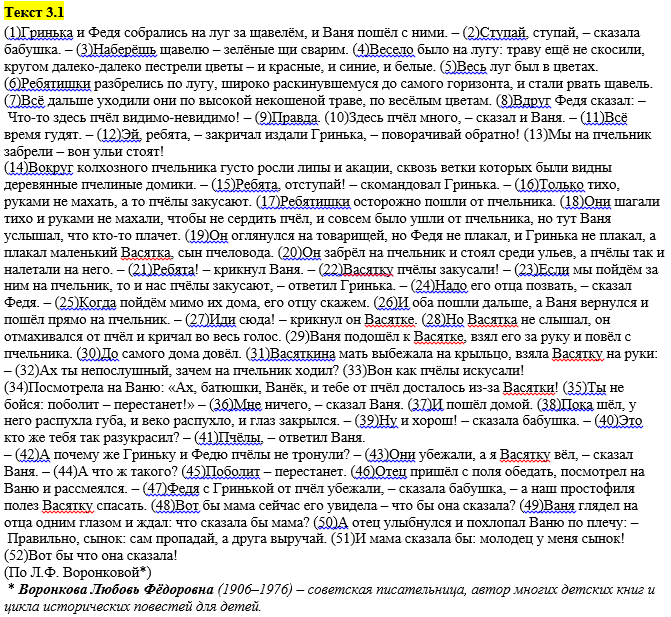 Текст 3.1
(1)Гринька и Федя собрались на луг за щавелём, и Ваня пошёл с ними. – (2)Ступай, ступай, – сказала
бабушка. – (3)Наберёшь щавелю – зелёные щи сварим. (4)Весело было на лугу: траву ещё не скосили,
кругом далеко-далеко пестрели цветы – и красные, и синие, и белые. (5)Весь луг был в цветах.
(6)Ребятишки разбрелись по лугу, широко раскинувшемуся до самого горизонта, и стали рвать щавель.
(7)Всё дальше уходили они по высокой некошеной траве, по весёлым цветам. (8)Вдруг Федя сказал: –
Что-то здесь пчёл видимо-невидимо! – (9)Правда. (10)Здесь пчёл много, – сказал и Ваня. – (11)Всё
время гудят. – (12)Эй, ребята, – закричал издали Гринька, – поворачивай обратно! (13)Мы на пчельник
забрели – вон ульи стоят!
(14)Вокруг колхозного пчельника густо росли липы и акации, сквозь ветки которых были видны
деревянные пчелиные домики. – (15)Ребята, отступай! – скомандовал Гринька. – (16)Только тихо,
руками не махать, а то пчёлы закусают. (17)Ребятишки осторожно пошли от пчельника. (18)Они шагали
тихо и руками не махали, чтобы не сердить пчёл, и совсем было ушли от пчельника, но тут Ваня
услышал, что кто-то плачет. (19)Он оглянулся на товарищей, но Федя не плакал, и Гринька не плакал, а
плакал маленький Васятка, сын пчеловода. (20)Он забрёл на пчельник и стоял среди ульев, а пчёлы так и
налетали на него. – (21)Ребята! – крикнул Ваня. – (22)Васятку пчёлы закусали! – (23)Если мы пойдём за
ним на пчельник, то и нас пчёлы закусают, – ответил Гринька. – (24)Надо его отца позвать, – сказал
Федя. – (25)Когда пойдём мимо их дома, его отцу скажем. (26)И оба пошли дальше, а Ваня вернулся и
пошёл прямо на пчельник. – (27)Иди сюда! – крикнул он Васятке. (28)Но Васятка не слышал, он
отмахивался от пчёл и кричал во весь голос. (29)Ваня подошёл к Васятке, взял его за руку и повёл с
пчельника. (30)До самого дома довёл. (31)Васяткина мать выбежала на крыльцо, взяла Васятку на руки:
– (32)Ах ты непослушный, зачем на пчельник ходил? (33)Вон как пчёлы искусали!
(34)Посмотрела на Ваню: «Ах, батюшки, Ванёк, и тебе от пчёл досталось из-за Васятки! (35)Ты не
бойся: поболит – перестанет!» – (36)Мне ничего, – сказал Ваня. (37)И пошёл домой. (38)Пока шёл, у
него распухла губа, и веко распухло, и глаз закрылся. – (39)Ну и хорош! – сказала бабушка. – (40)Это
кто же тебя так разукрасил? – (41)Пчёлы, – ответил Ваня.
– (42)А почему же Гриньку и Федю пчёлы не тронули? – (43)Они убежали, а я Васятку вёл, – сказал
Ваня. – (44)А что ж такого? (45)Поболит – перестанет. (46)Отец пришёл с поля обедать, посмотрел на
Ваню и рассмеялся. – (47)Федя с Гринькой от пчёл убежали, – сказала бабушка, – а наш простофиля
полез Васятку спасать. (48)Вот бы мама сейчас его увидела – что бы она сказала? (49)Ваня глядел на
отца одним глазом и ждал: что сказала бы мама? (50)А отец улыбнулся и похлопал Ваню по плечу: –
Правильно, сынок: сам пропадай, а друга выручай. (51)И мама сказала бы: молодец у меня сынок!
(52)Вот бы что она сказала!
(По Л.Ф. Воронковой*)
* Воронкова Любовь Фёдоровна (1906–1976) – советская писательница, автор многих детских книг и
цикла исторических повестей для детей.